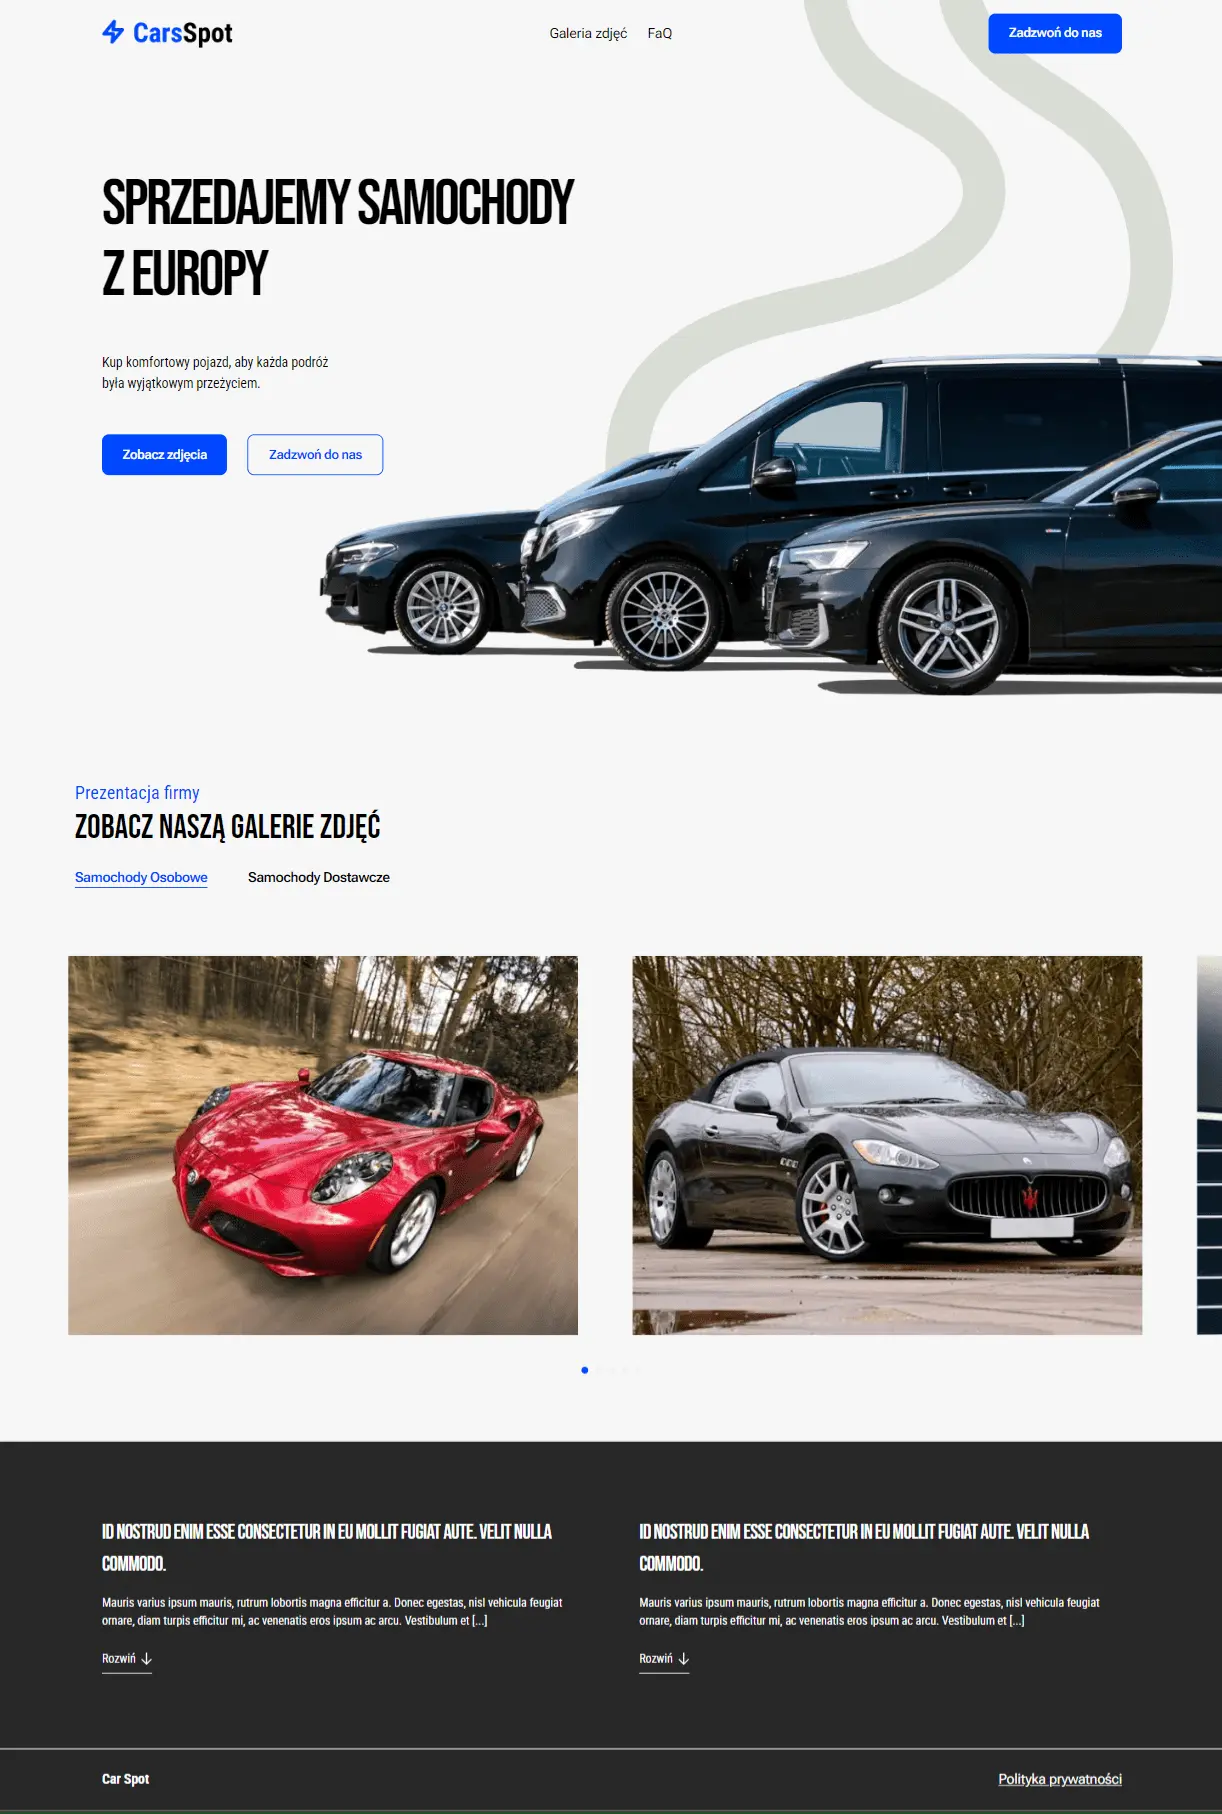 CarsSpot
Galeria zdjęć
FaQ
Zadzwoń do nas
SPRZEDAJEMY SAMOCHODY
Z EUROPY
Kup komfortowy pojazd, aby każda podróż
była wyjątkowym przeżyciem.
Zobacz zdjęcia
Zadzwoń do nas
Prezentacja firmy
ZOBACZ NASZĄ GALERIE ZDJĘĆ
Samochody Osobowe
Samochody Dostawcze
ID NOSTRUD ENIM ESSE CONSECTETUR IN EU MOLLIT FUGIAT AUTE. VELIT NULLA
COMMODO.
Mauris varius ipsum mauris, rutrum lobortis magna efficitur a. Donec egestas, nisl vehicula feugiat
ornare, diam turpis efficitur mi, ac venenatis eros ipsum ac arcu. Vestibulum et [...]
Rozwiń
ID NOSTRUD ENIM ESSE CONSECTETUR IN EU MOLLIT FUGIAT AUTE. VELIT NULLA
COMMODO.
Mauris varius ipsum mauris, rutrum lobortis magna efficitur a. Donec egestas, nisl vehicula feugiat
ornare, diam turpis efficitur mi, ac venenatis eros ipsum ac arcu. Vestibulum et [...]
Rozwiń
Car Spot
Polityka prywatności